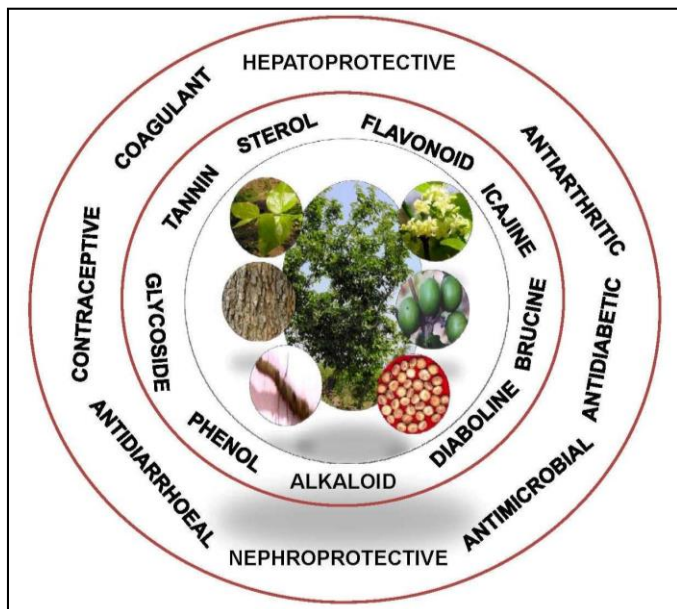 HEPATOPROTECTIVE
ANTIARTHRITIC
ANTIDIABETIC
ANTIMICROBIAL
NEPHROPROTECTIVE
ANTIDIARRHOEAL
CONTRACEPTIVE
COAGULANT
STEROL
FLAVONOID
ICAJINE
BRUCINE
DIABOLINE
ALKALOID
PHENOL
GLYCOSIDE
TANNIN